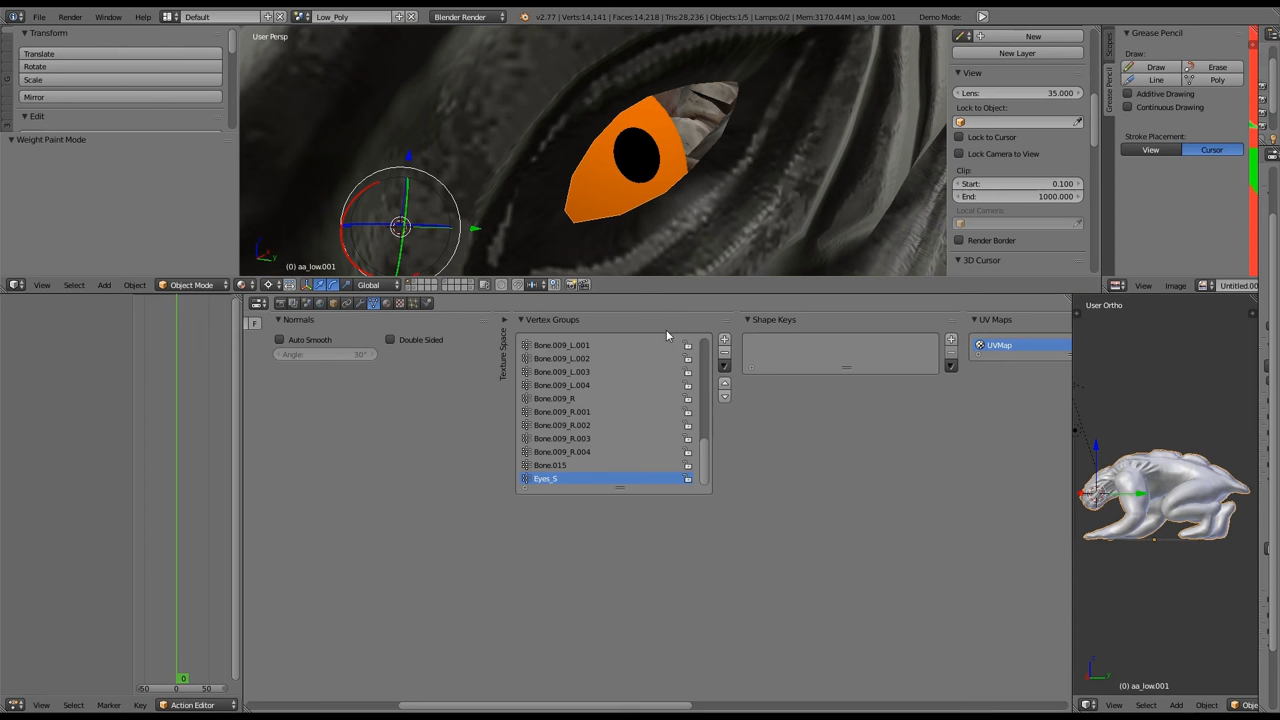 File Render Window Help Default Low_Poly Blender Render v2.77 | Verts:14,141 | Faces:14,218 | Tris:28,236 | Objects:1/5 | Lamps:0/2 | Mem:3170.44M | aa_low.001 Demo Mode:
Transform
Translate
Rotate
Scale
Mirror
Edit
Weight Paint Mode
User Persp
(0) aa_low.001
New
New Layer
View
Lens: 35.000
Lock to Object:
Lock to Cursor
Lock Camera to View
Clip:
Start: 0.100
End: 1000.000
Local Camera:
Render Border
3D Cursor
Scopes
Grease Pencil
Grease Pencil
Draw:
Draw Erase
Line Poly
Additive Drawing
Continuous Drawing
Stroke Placement:
View Cursor
View Select Add Object Object Mode Global
View Image Untitled.00
F
Normals
Auto Smooth Double Sided
Angle: 30°
Texture Space
Vertex Groups
Bone.009_L.001
Bone.009_L.002
Bone.009_L.003
Bone.009_L.004
Bone.009_R
Bone.009_R.001
Bone.009_R.002
Bone.009_R.003
Bone.009_R.004
Bone.015
Eyes_S
Shape Keys
UV Maps
UVMap
User Ortho
(0) aa_low.001
-50 0 50
0
View Select Marker Key Action Editor
View Select Add Object Obje